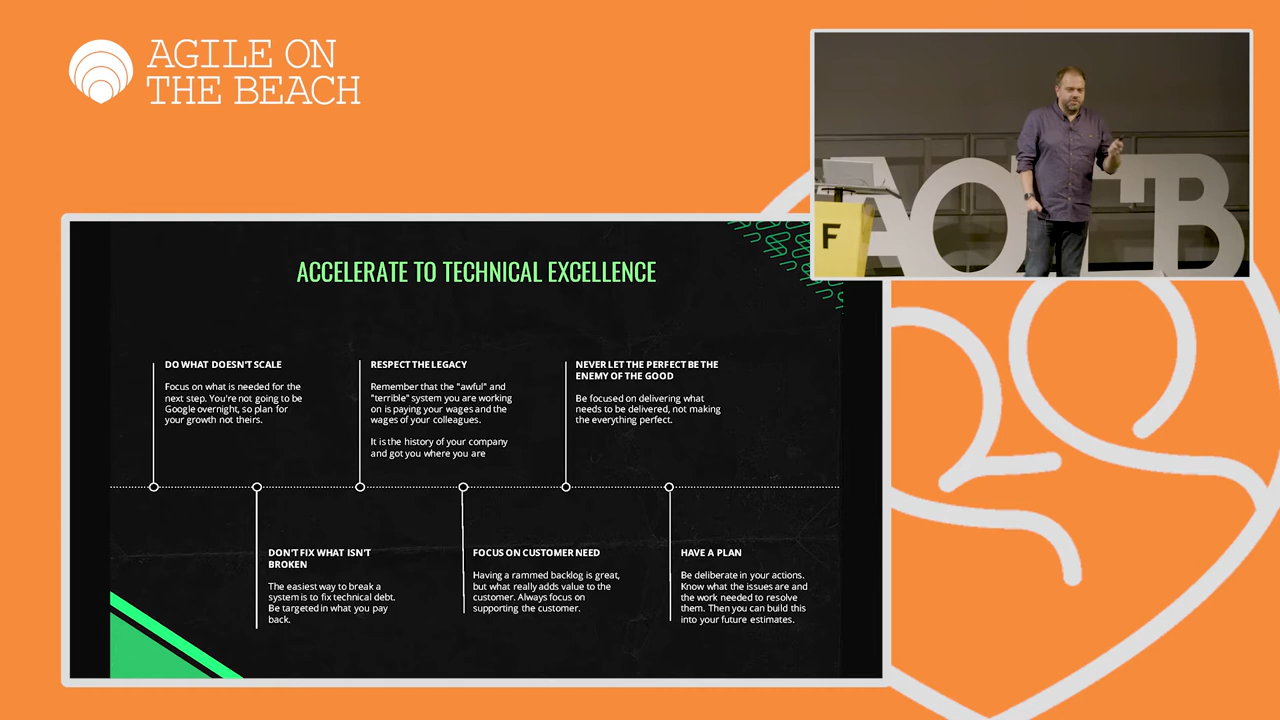 AGILE ON
THE BEACH
AOTB
F
ACCELERATE TO TECHNICAL EXCELLENCE
DO WHAT DOESN'T SCALE
Focus on what is needed for the
next step. You're not going to be
Google overnight, so plan for
your growth not theirs.
RESPECT THE LEGACY
Remember that the "awful" and
"terrible" system you are working
on is paying your wages and the
wages of your colleagues.
It is the history of your company
and got you where you are
NEVER LET THE PERFECT BE THE
ENEMY OF THE GOOD
Be focused on delivering what
needs to be delivered, not making
the everything perfect.
DON'T FIX WHAT ISN'T
BROKEN
The easiest way to break a
system is to fix technical debt.
Be targeted in what you pay
back.
FOCUS ON CUSTOMER NEED
Having a rammed backlog is great,
but what really adds value to the
customer. Always focus on
supporting the customer.
HAVE A PLAN
Be deliberate in your actions.
Know what the issues are and
the work needed to resolve
them. Then you can build this
into your future estimates.